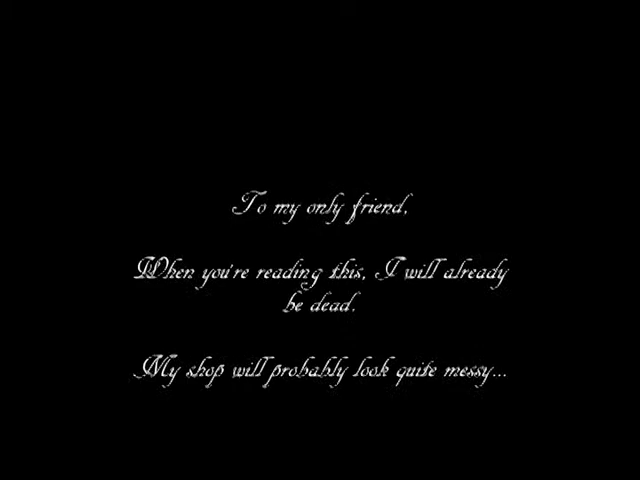 To my only friend,
When you're reading this, I will already
be dead.
My shop will probably look quite messy...